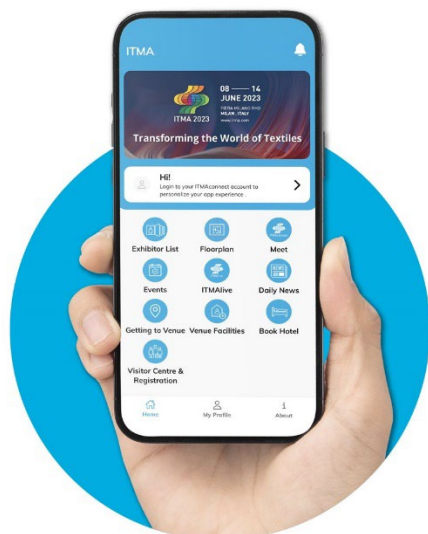 ITMA
08 — 14
JUNE 2023
MILAN, ITALY
ITMA 2023
Transforming the World of Textiles
Hi!
Login to your ITMAconnect account to
personalize your app experience
Exhibitor List
Floorplan
Meet
Events
ITMAlive
Daily News
Getting to Venue
Venue Facilities
Book Hotel
Visitor Centre &
Registration
Home
My Profile
About